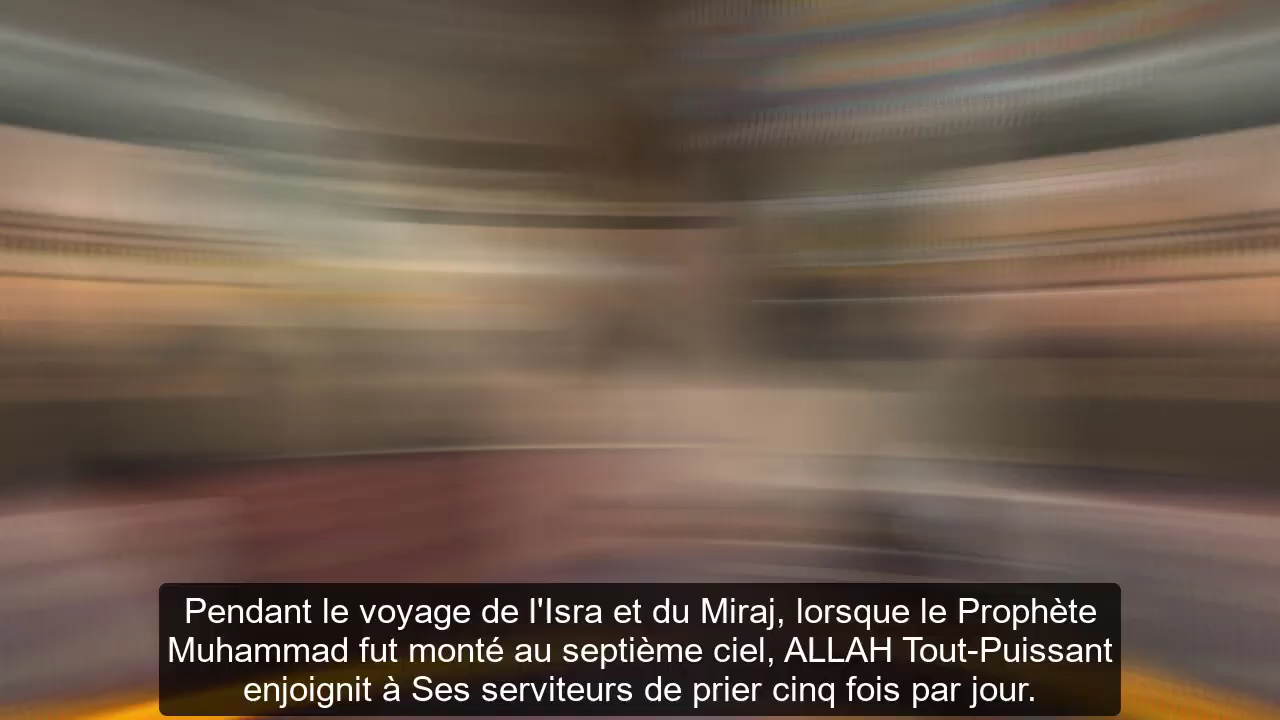 Pendant le voyage de l'Isra et du Miraj, lorsque le Prophète
Muhammad fut monté au septième ciel, ALLAH Tout-Puissant
enjoignit à Ses serviteurs de prier cinq fois par jour.